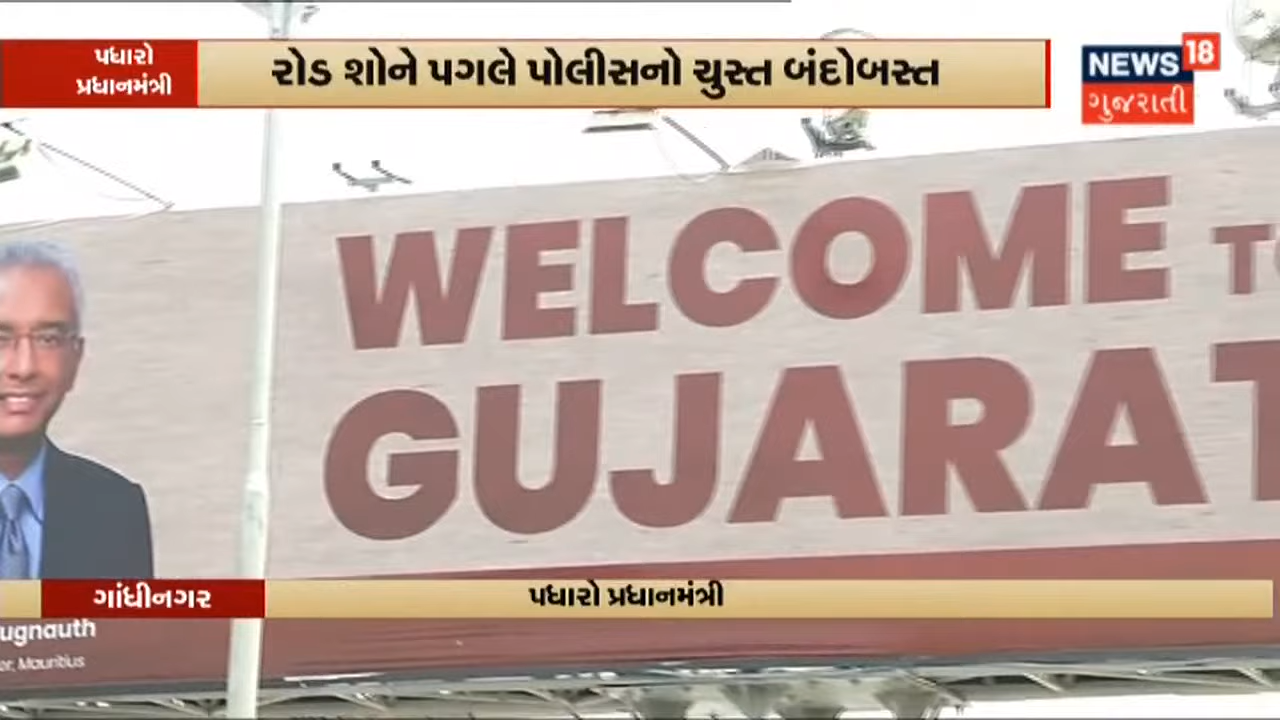 પધારો
પ્રધાનમંત્રી
રોડ શોને પગલે પોલીસનો ચુસ્ત બંદોબસ્ત
NEWS 18
ગુજરાતી
WELCOME
GUJARAT
ગાંધીનગર
પધારો પ્રધાનમંત્રી
ugnauth
Mauritius